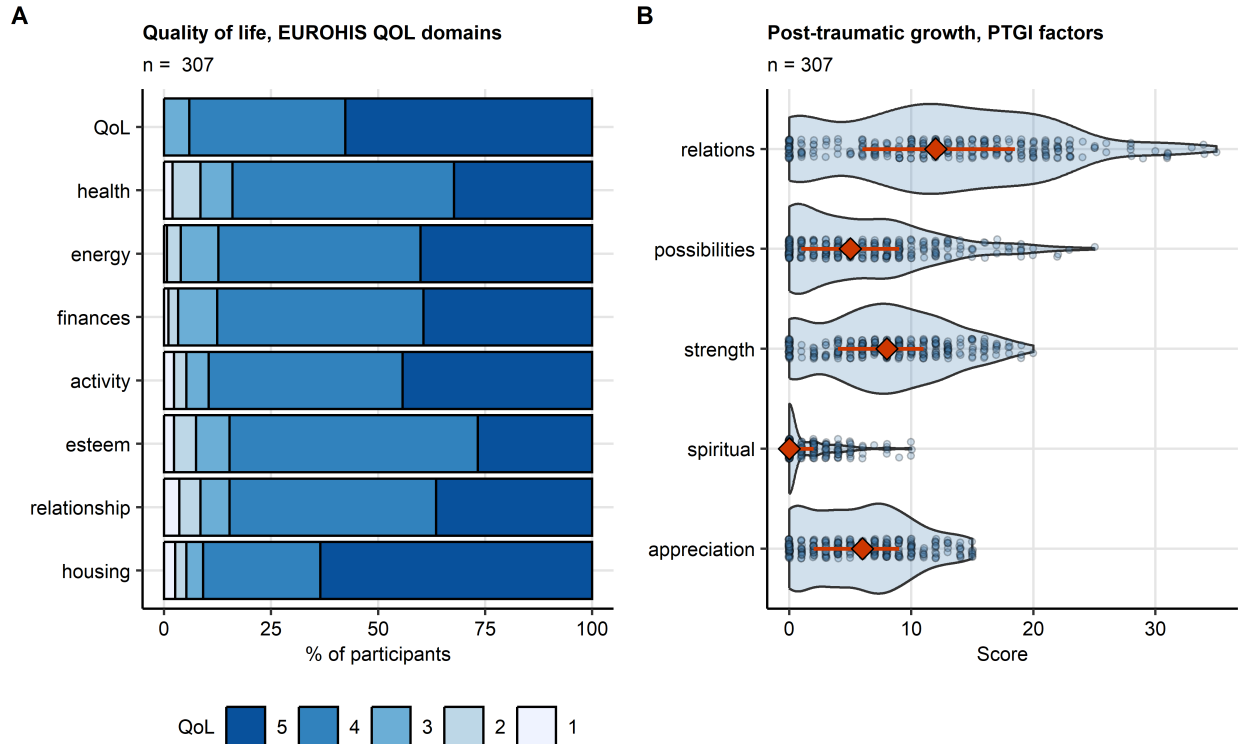 A
Quality of life, EUROHIS QOL domains
n = 307
QoL
health
energy
finances
activity
esteem
relationship
housing
0 25 50 75 100
% of participants
QoL 5 4 3 2 1
B
Post-traumatic growth, PTGI factors
n = 307
relations
possibilities
strength
spiritual
appreciation
0 10 20 30
Score